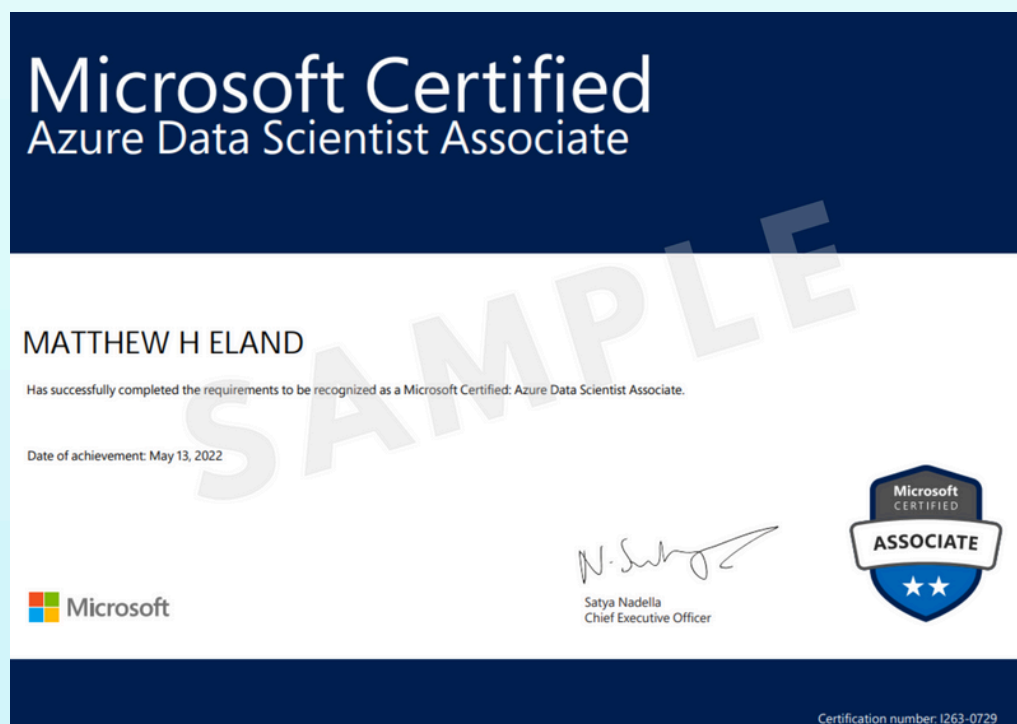 Microsoft Certified
Azure Data Scientist Associate
SAMPLE
MATTHEW H ELAND
Has successfully completed the requirements to be recognized as a Microsoft Certified: Azure Data Scientist Associate.
Date of achievement: May 13, 2022
Microsoft
CERTIFIED
ASSOCIATE
N. Satya
Satya Nadella
Chief Executive Officer
Microsoft
Certification number: I263-0729